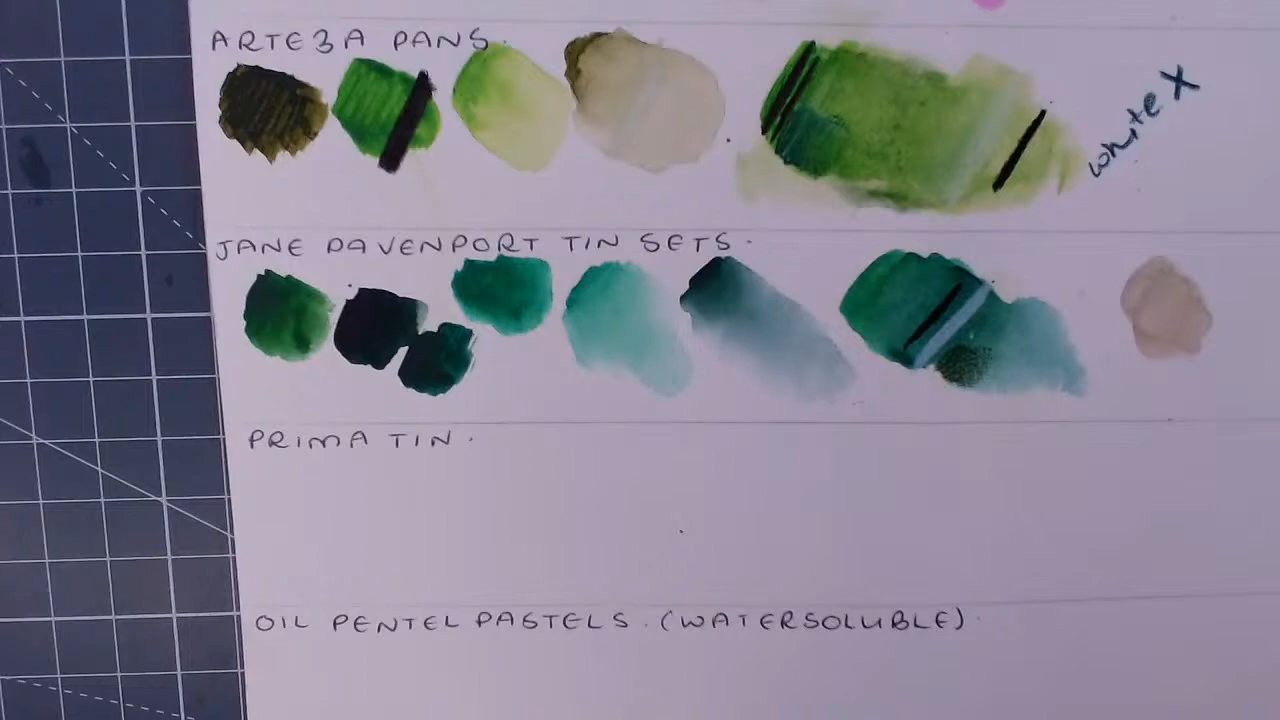 ARTEZA PANS.
white X
JANE DAVENPORT TIN SETS.
PRIMA TIN.
OIL PENTEL PASTELS. (WATERSOLUBLE)